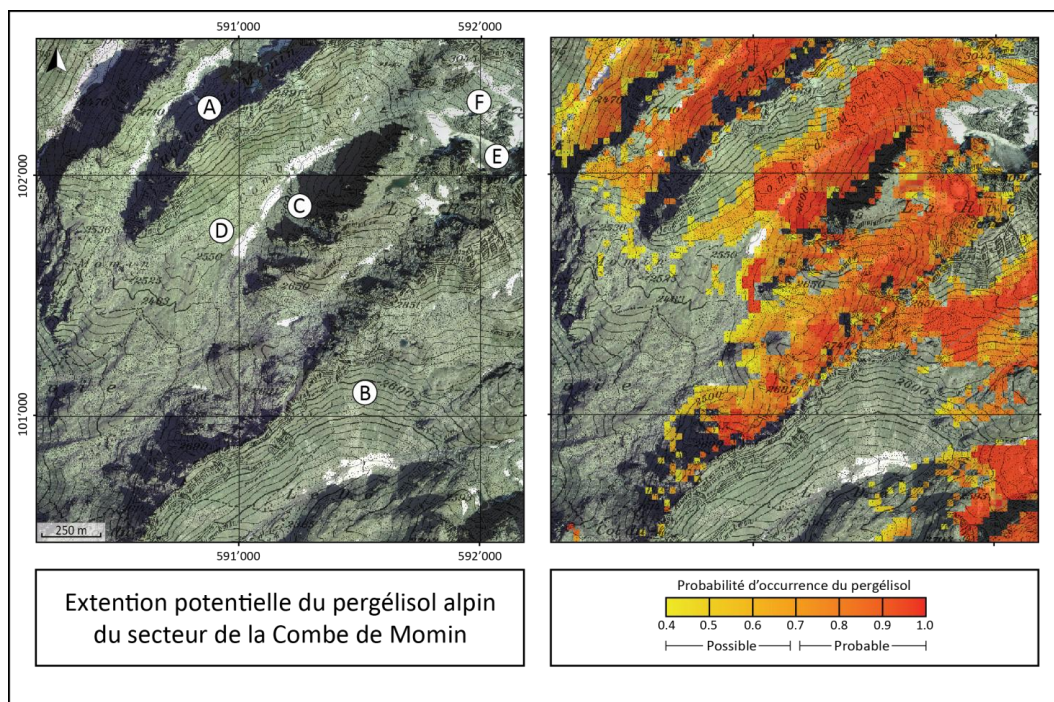 591'000
592'000
A
F
E
102'000
C
D
B
101'000
250 m
591'000
592'000
Extention potentielle du pergélisol alpin
du secteur de la Combe de Momin
Probabilité d'occurrence du pergélisol
0.4 0.5 0.6 0.7 0.8 0.9 1.0
Possible
Probable